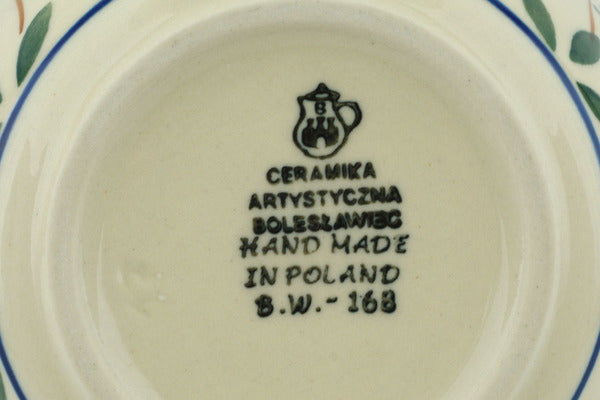 B
CERAMIKA
ARTYSTYCZNA
BOLESŁAWIEC
HAND MADE
IN POLAND
B.W.-168